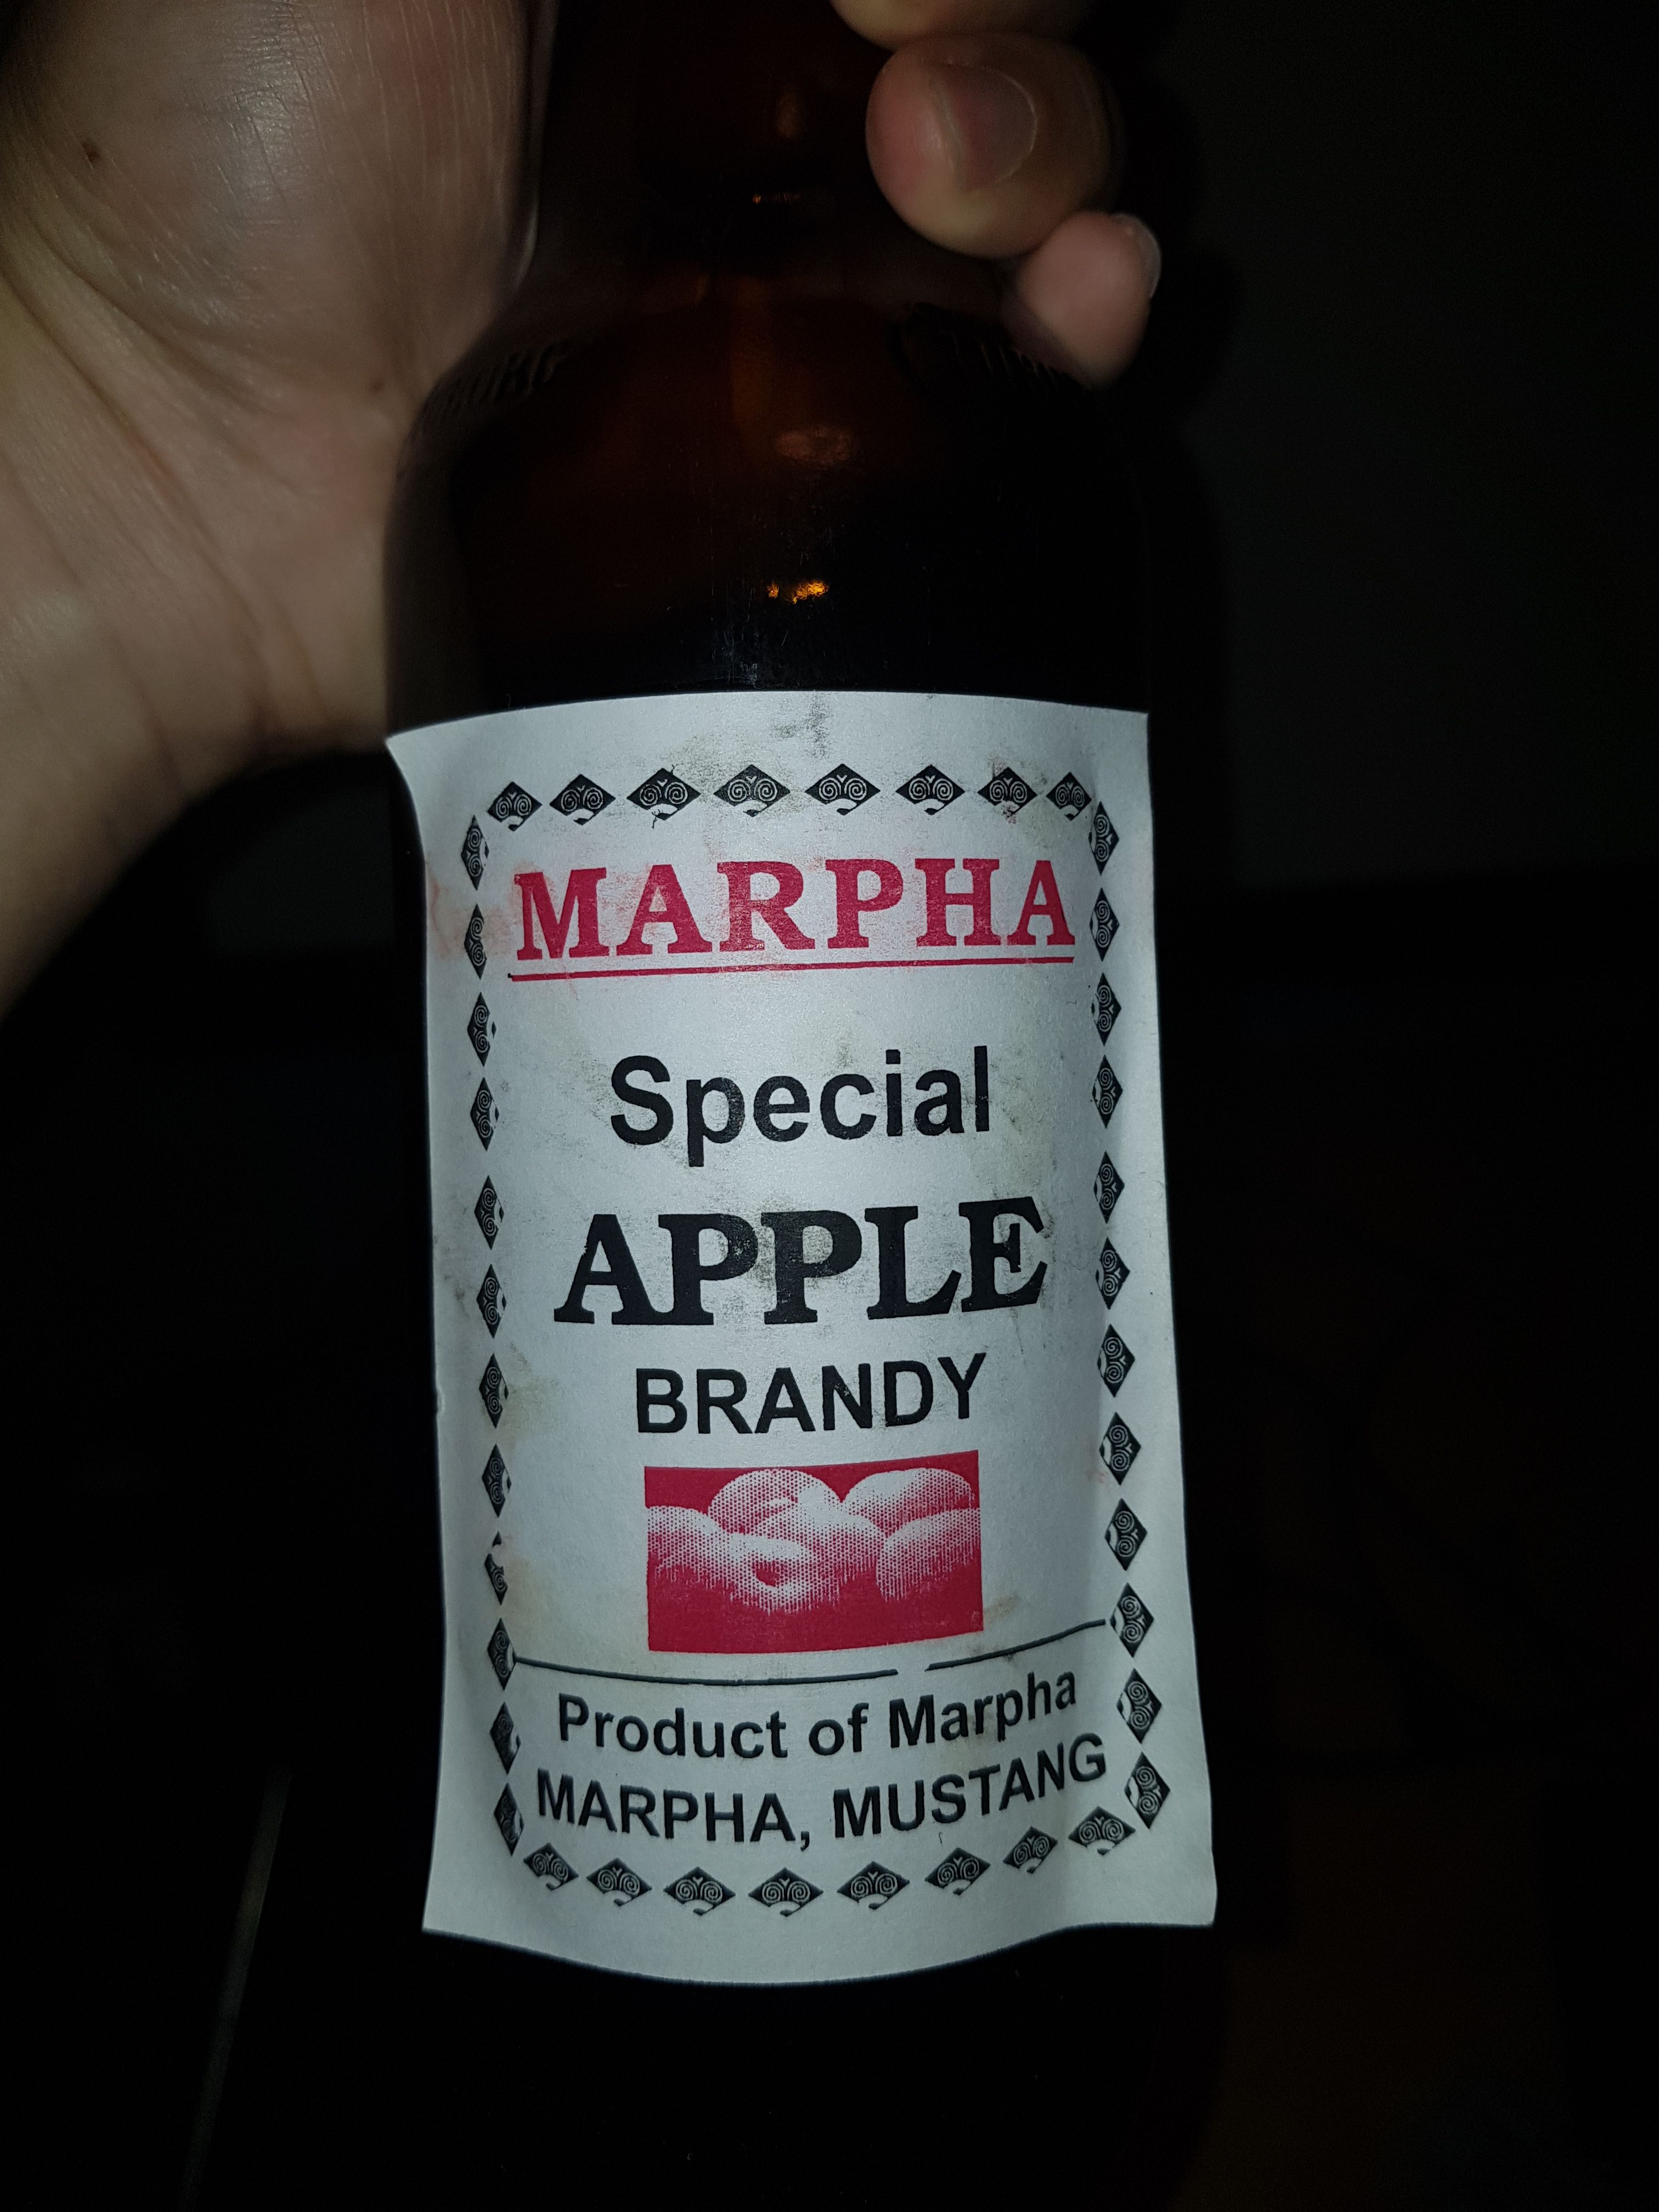 MARPHA
Special
APPLE
BRANDY
Product of Marpha
MARPHA, MUSTANG